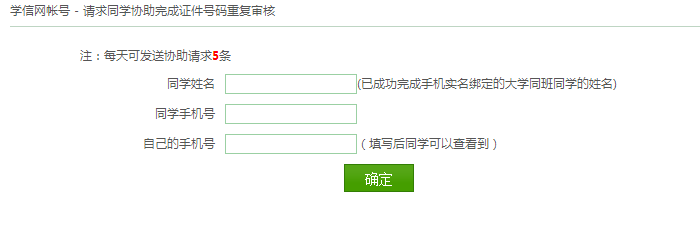 学信网帐号 - 请求同学协助完成证件号码重复审核
注：每天可发送协助请求5条
同学姓名 (已成功完成手机实名绑定的大学同班同学的姓名)
同学手机号
自己的手机号 （填写后同学可以查看到）
确定